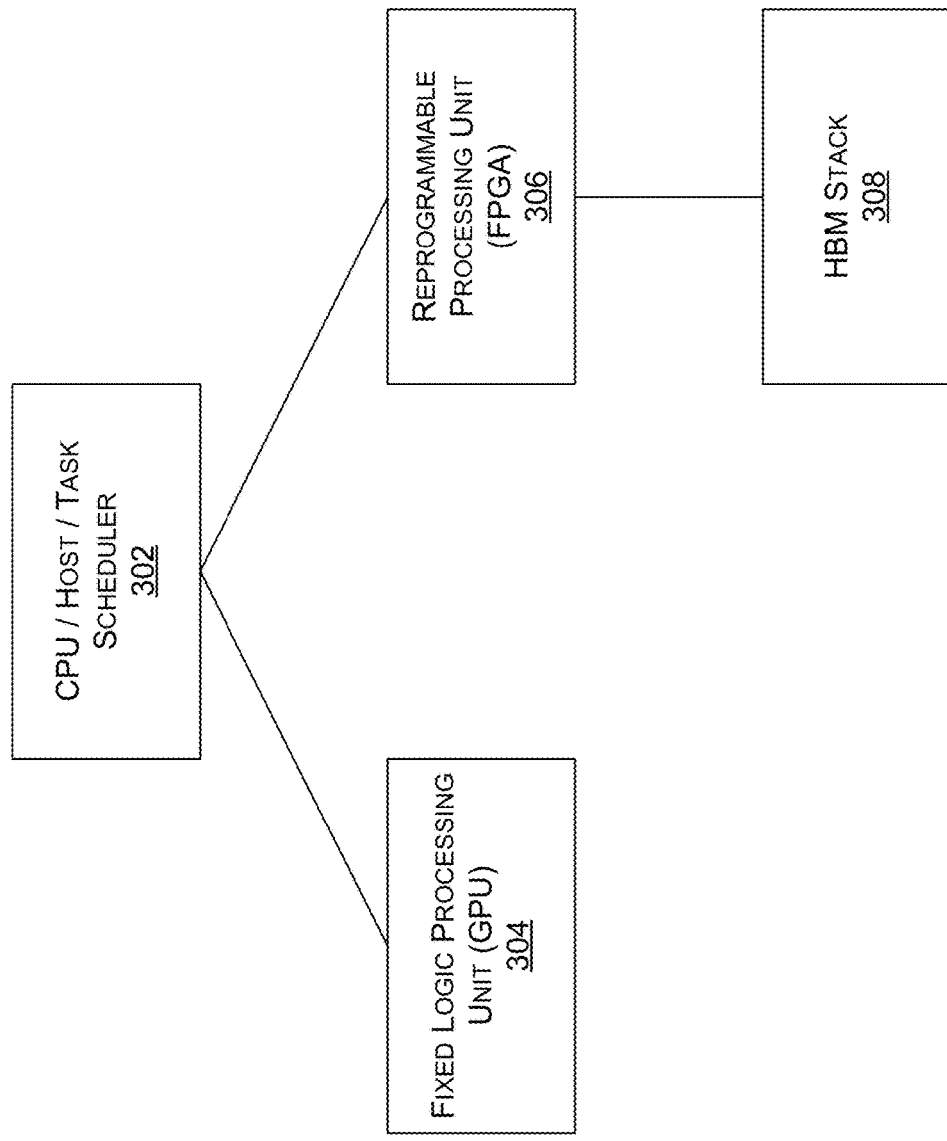 CPU / HOST / TASK
SCHEDULER
302
FIXED LOGIC PROCESSING
UNIT (GPU)
304
REPROGRAMMABLE
PROCESSING UNIT
(FPGA)
306
HBM STACK
308